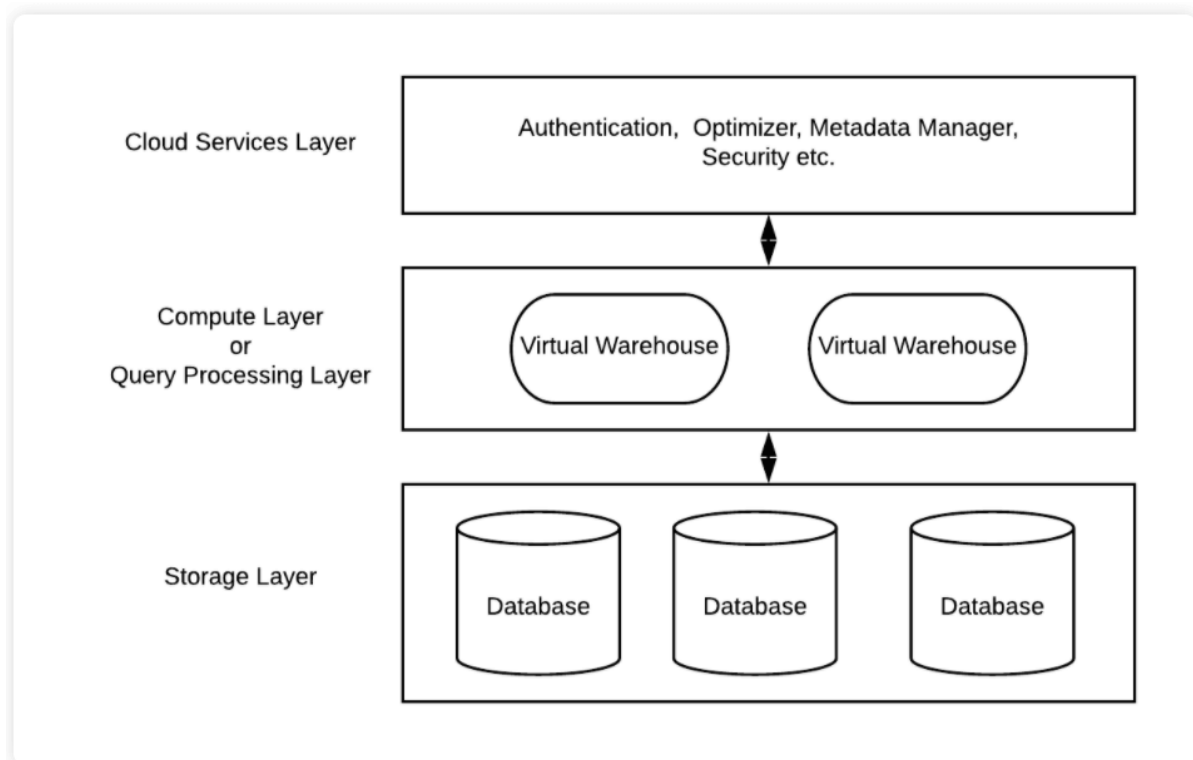 Cloud Services Layer
Authentication,  Optimizer, Metadata Manager,
Security etc.
Compute Layer
or
Query Processing Layer
Virtual Warehouse
Virtual Warehouse
Storage Layer
Database
Database
Database